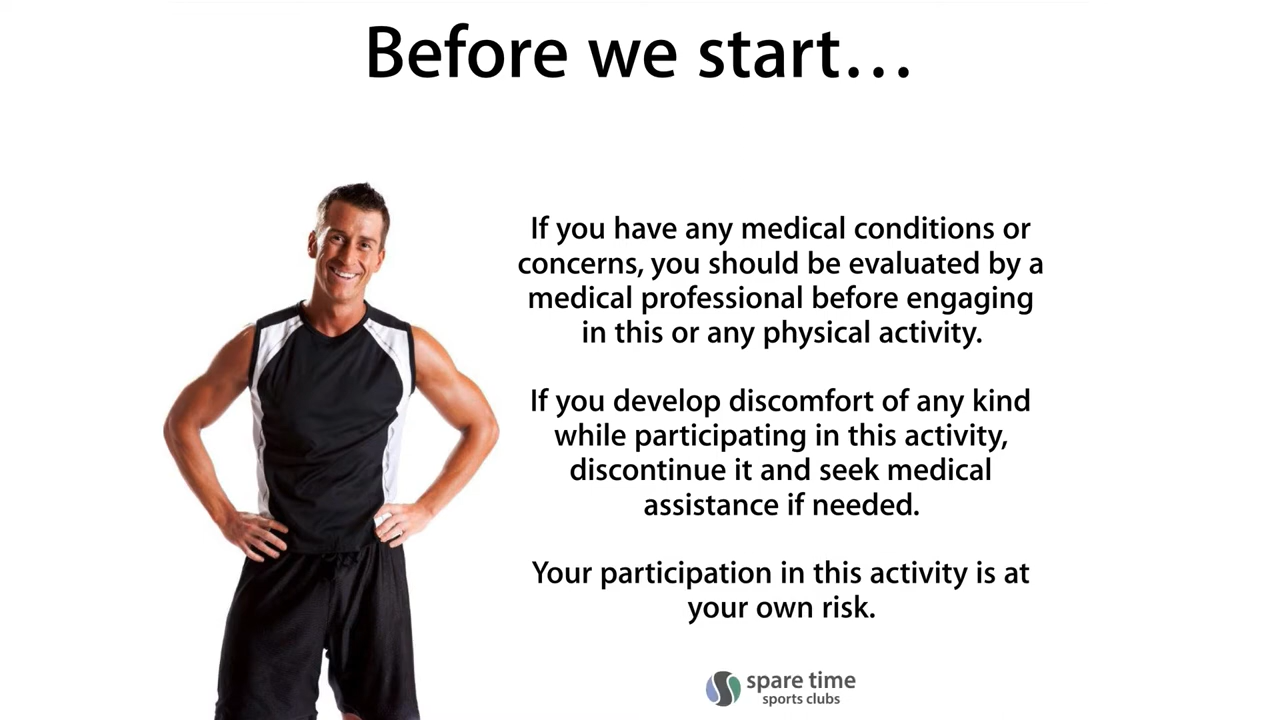 Before we start…
If you have any medical conditions or
concerns, you should be evaluated by a
medical professional before engaging
in this or any physical activity.
If you develop discomfort of any kind
while participating in this activity,
discontinue it and seek medical
assistance if needed.
Your participation in this activity is at
your own risk.
spare time
sports clubs